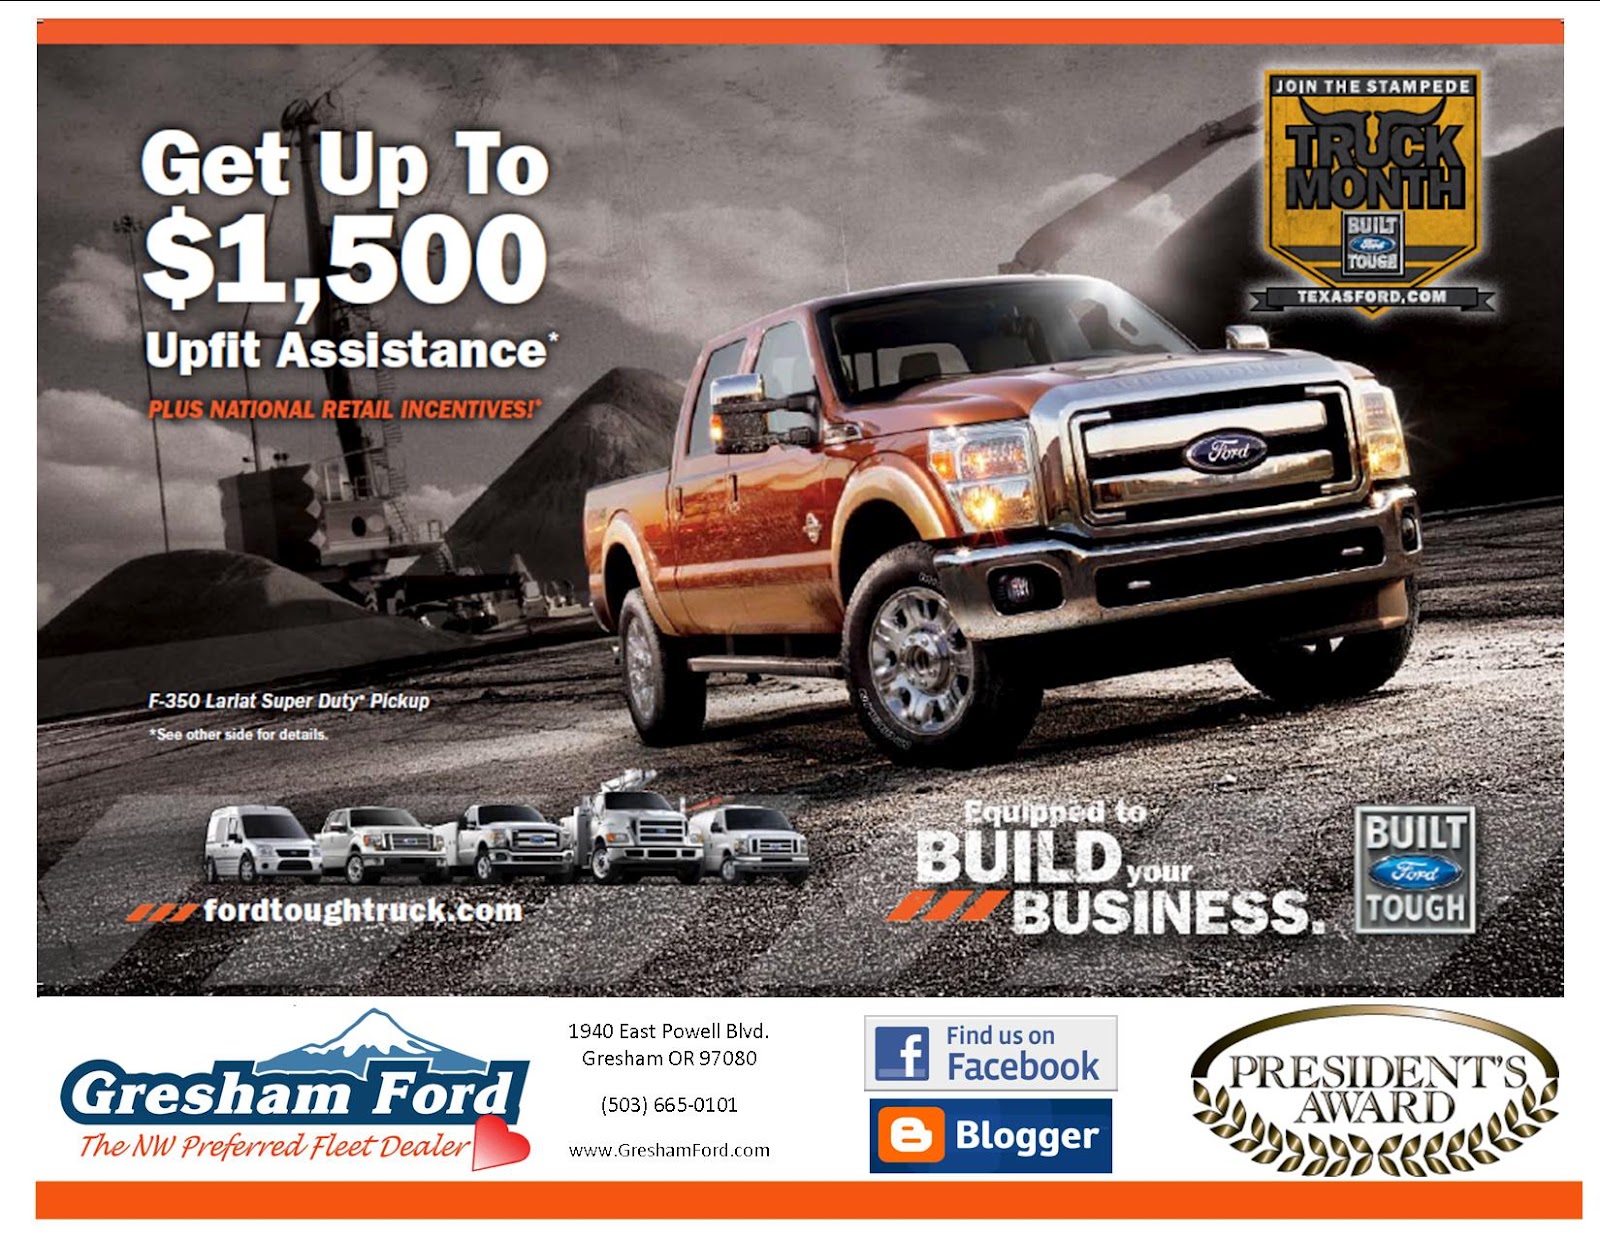 Get Up To
$1,500
Upfit Assistance*
PLUS NATIONAL RETAIL INCENTIVES!*
JOIN THE STAMPEDE
TRUCK
MONTH
BUILT
Ford
TOUGH
TEXASFORD.COM
Ford
F-350 Lariat Super Duty® Pickup
*See other side for details.
fordtoughtruck.com
Equipped to
BUILD your
BUSINESS.
BUILT
Ford
TOUGH
Gresham Ford
The NW Preferred Fleet Dealer
1940 East Powell Blvd.
Gresham OR 97080
(503) 665-0101
www.GreshamFord.com
Find us on
Facebook
Blogger
PRESIDENT'S
AWARD